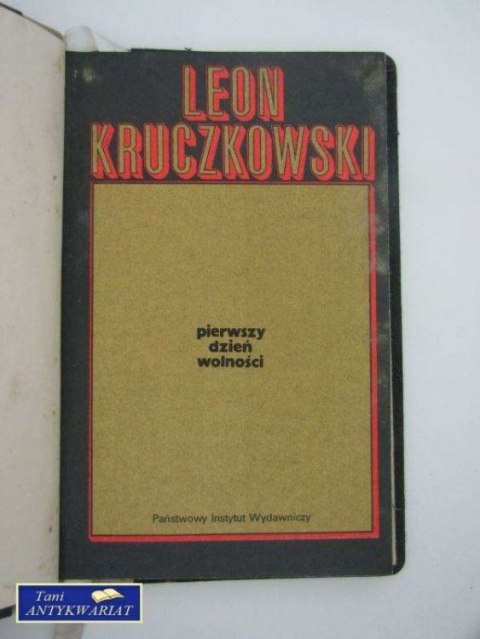 LEON
KRUCZKOWSKI
pierwszy
dzień
wolności
Państwowy Instytut Wydawniczy
Tani
ANTYKWARIAT